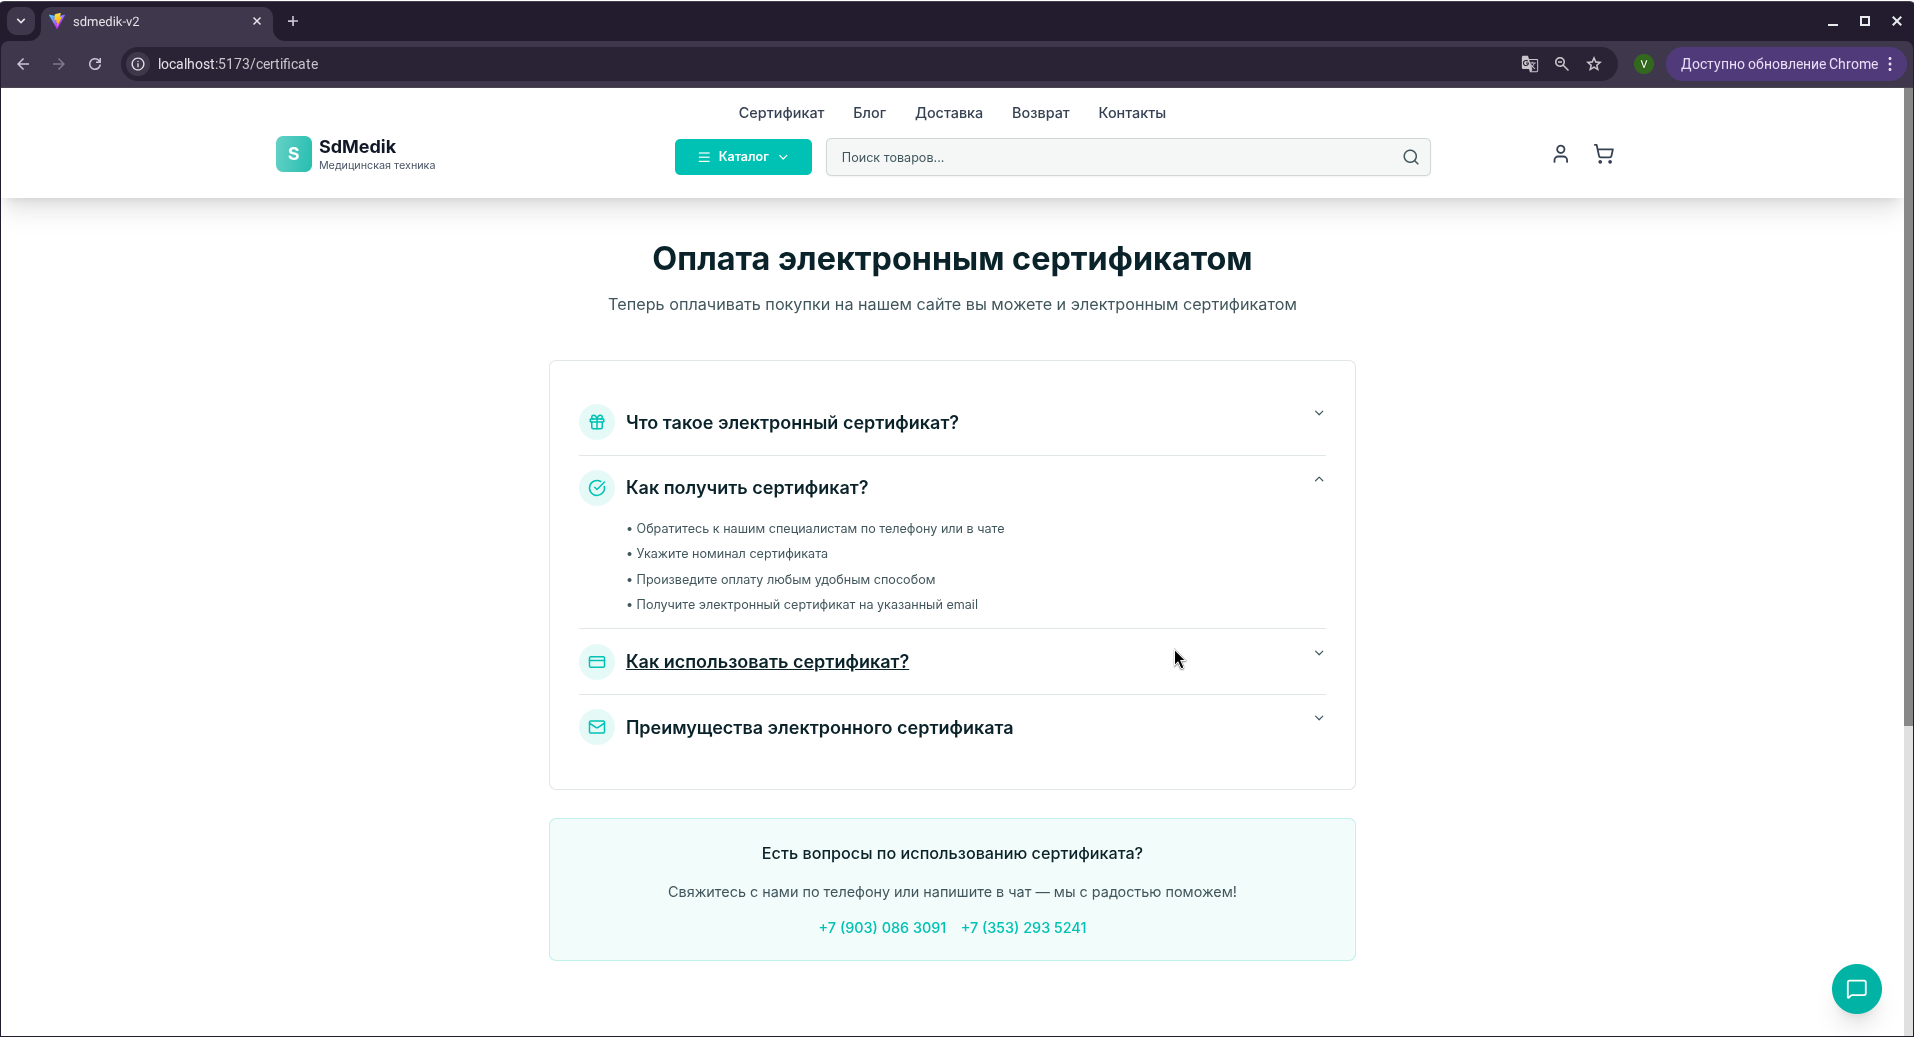 sdmedik-v2
localhost:5173/certificate
V
Доступно обновление Chrome
Сертификат Блог Доставка Возврат Контакты
S
SdMedik
Медицинская техника
Каталог
Поиск товаров...
Оплата электронным сертификатом
Теперь оплачивать покупки на нашем сайте вы можете и электронным сертификатом
Что такое электронный сертификат?
Как получить сертификат?
• Обратитесь к нашим специалистам по телефону или в чате
• Укажите номинал сертификата
• Произведите оплату любым удобным способом
• Получите электронный сертификат на указанный email
Как использовать сертификат?
Преимущества электронного сертификата
Есть вопросы по использованию сертификата?
Свяжитесь с нами по телефону или напишите в чат — мы с радостью поможем!
+7 (903) 086 3091 +7 (353) 293 5241